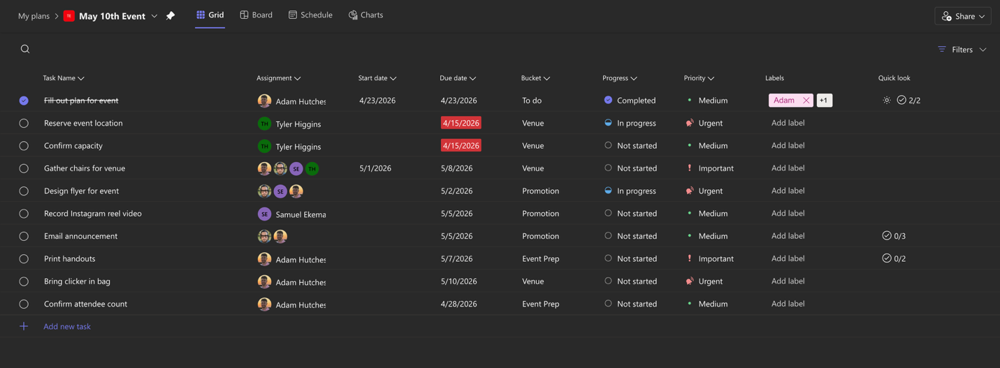 My plans > TE May 10th Event Grid Board Schedule Charts Share
Filters
Task Name Assignment Start date Due date Bucket Progress Priority Labels Quick look
Fill out plan for event Adam Hutches 4/23/2026 4/23/2026 To do Completed Medium Adam +1 2/2
Reserve event location TH Tyler Higgins 4/15/2026 Venue In progress Urgent Add label
Confirm capacity TH Tyler Higgins 4/15/2026 Venue Not started Medium Add label
Gather chairs for venue SE TH 5/1/2026 5/8/2026 Venue Not started Important Add label
Design flyer for event SE 5/2/2026 Promotion In progress Urgent Add label
Record Instagram reel video SE Samuel Ekema 5/5/2026 Promotion Not started Medium Add label
Email announcement 5/5/2026 Promotion Not started Medium Add label 0/3
Print handouts Adam Hutches 5/7/2026 Event Prep Not started Important Add label 0/2
Bring clicker in bag Adam Hutches 5/10/2026 Venue Not started Urgent Add label
Confirm attendee count Adam Hutches 4/28/2026 Event Prep Not started Medium Add label
Add new task